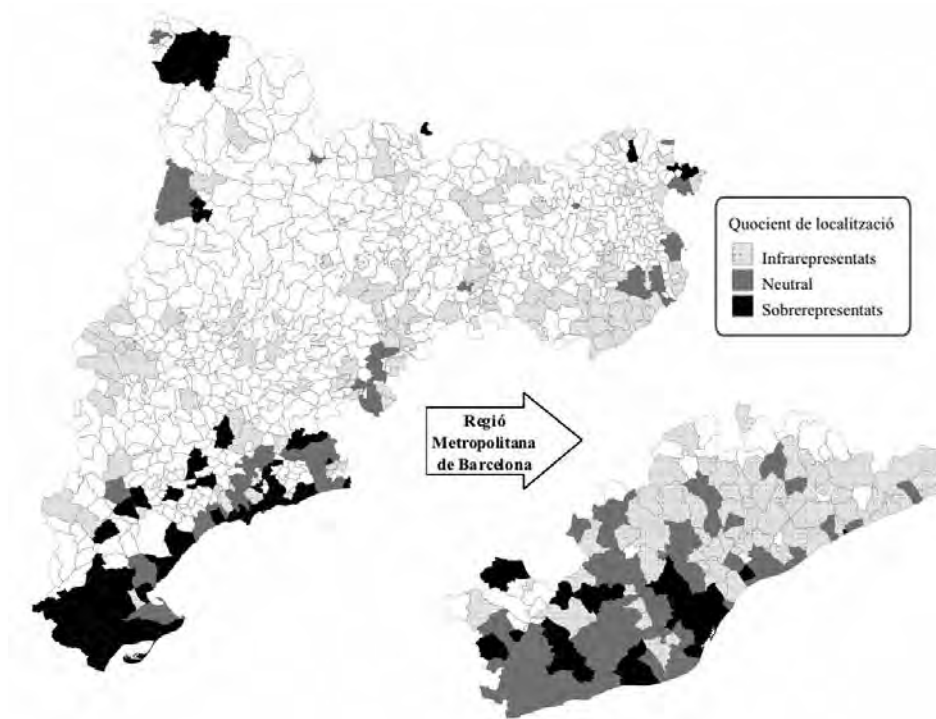 Quocient de localització
Infrarepresentats
Neutral
Sobrerepresentats
Regió
Metropolitana
de Barcelona